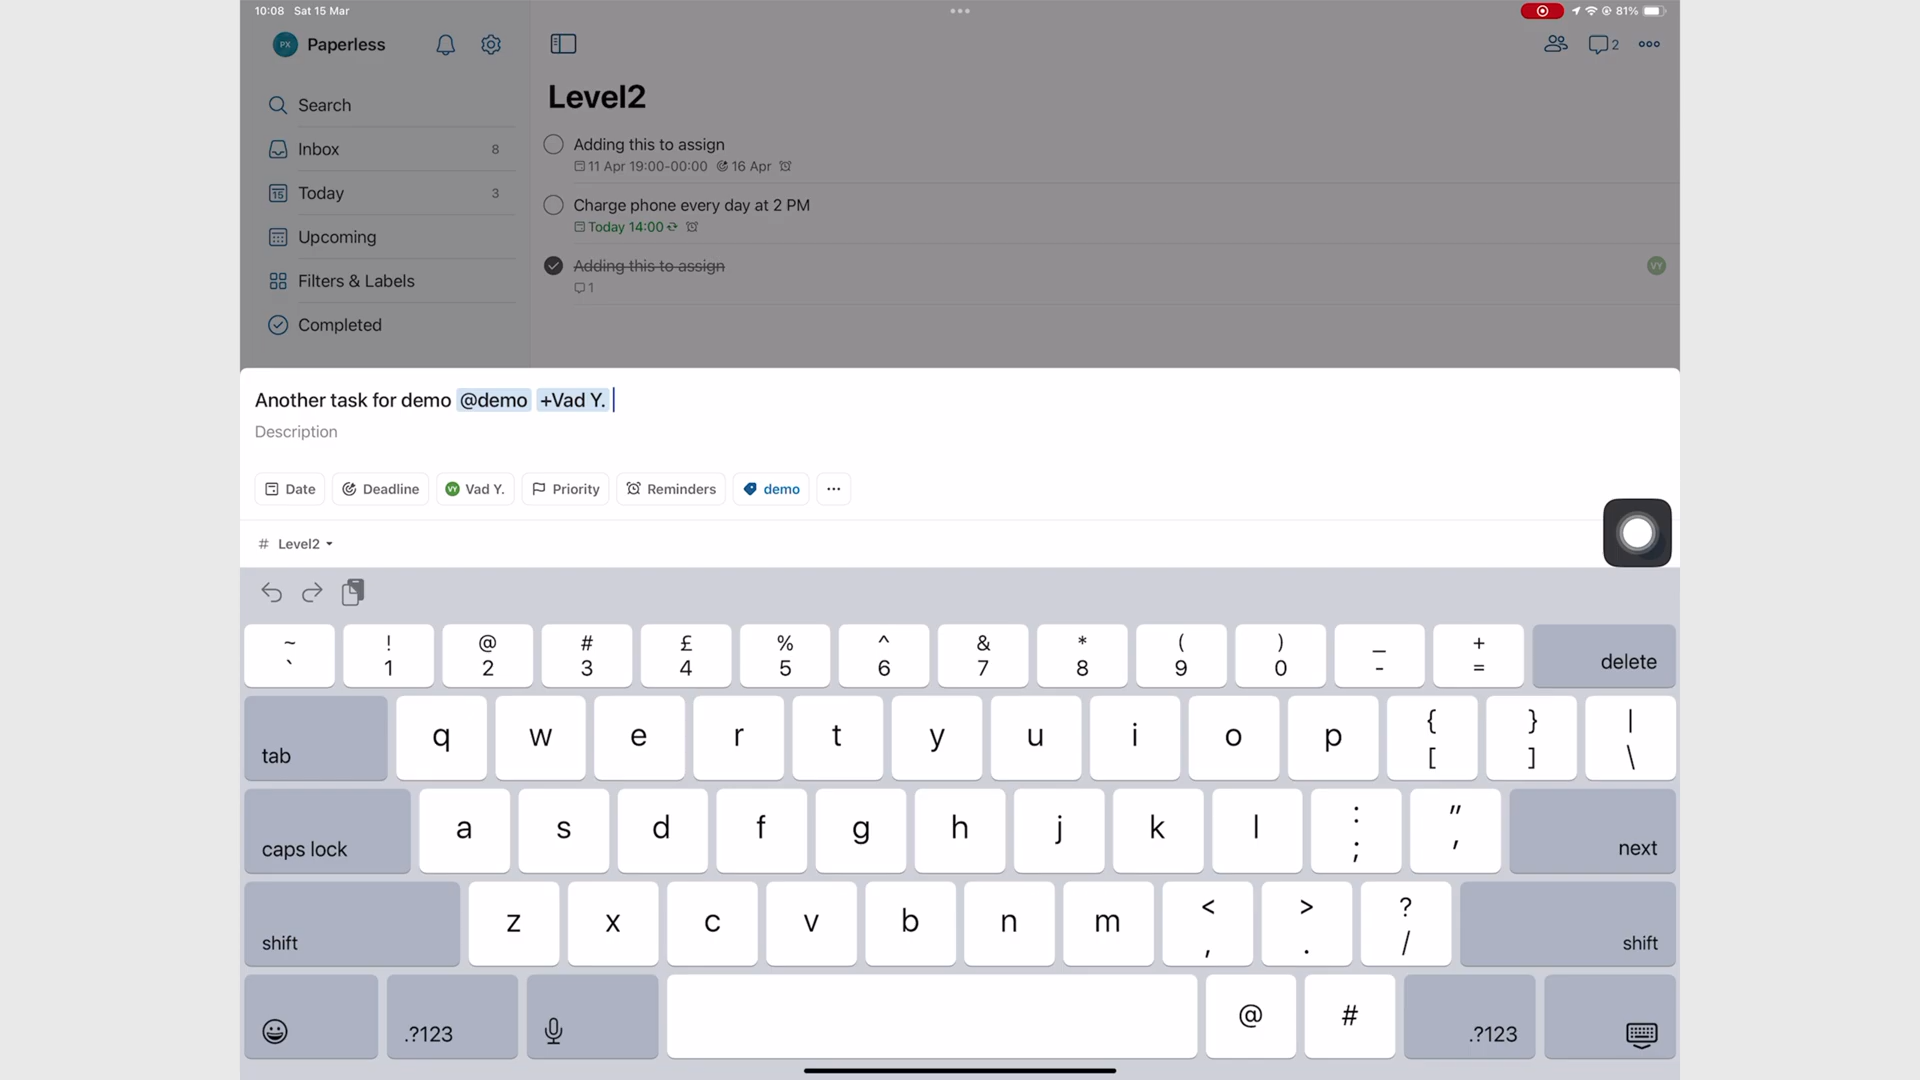 10:08 Sat 15 Mar
81%
PX Paperless
Search
Inbox 8
15 Today 3
Upcoming
Filters & Labels
Completed
2
Level2
Adding this to assign
11 Apr 19:00-00:00 16 Apr
Charge phone every day at 2 PM
Today 14:00
Adding this to assign
VY
1
Another task for demo @demo +Vad Y.
Description
Date Deadline VY Vad Y. Priority Reminders demo ...
# Level2
~ ! @ # £ % ^ & * ( ) _ +
` 1 2 3 4 5 6 7 8 9 0 - = delete
tab q w e r t y u i o p { [ } ] | \
caps lock a s d f g h j k l : ; " ' next
shift z x c v b n m < , > . ? / shift
.?123 @ # .?123